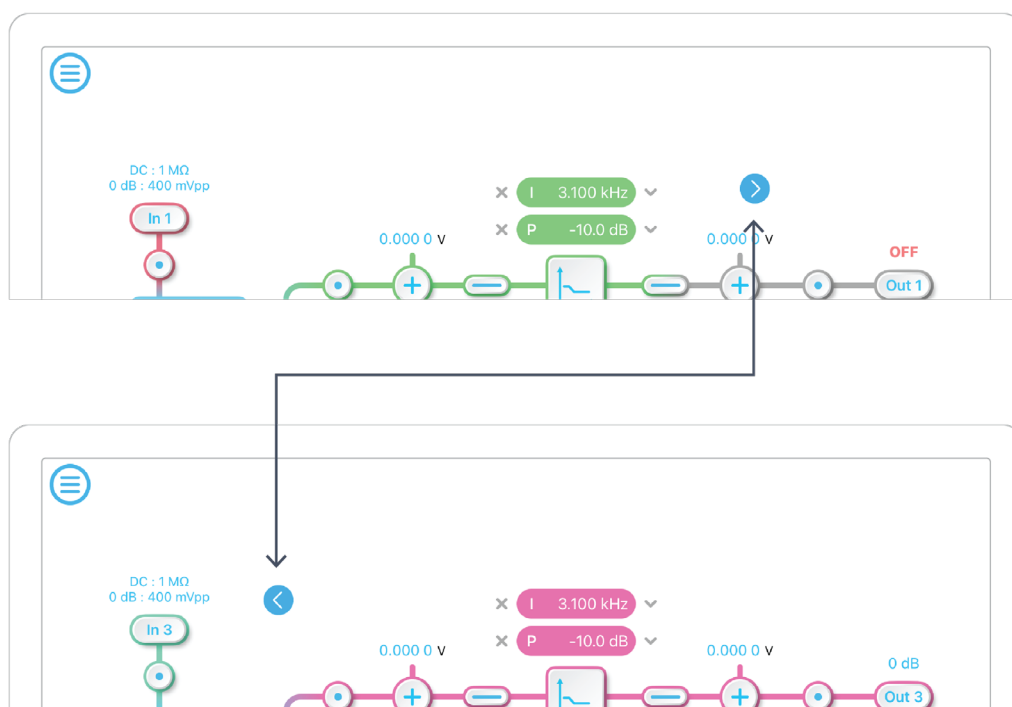 DC : 1 MΩ
0 dB : 400 mVpp
In 1
I 3.100 kHz
P -10.0 dB
0.000 0 V
0.000 0 V
OFF
Out 1
DC : 1 MΩ
0 dB : 400 mVpp
In 3
I 3.100 kHz
P -10.0 dB
0.000 0 V
0.000 0 V
0 dB
Out 3